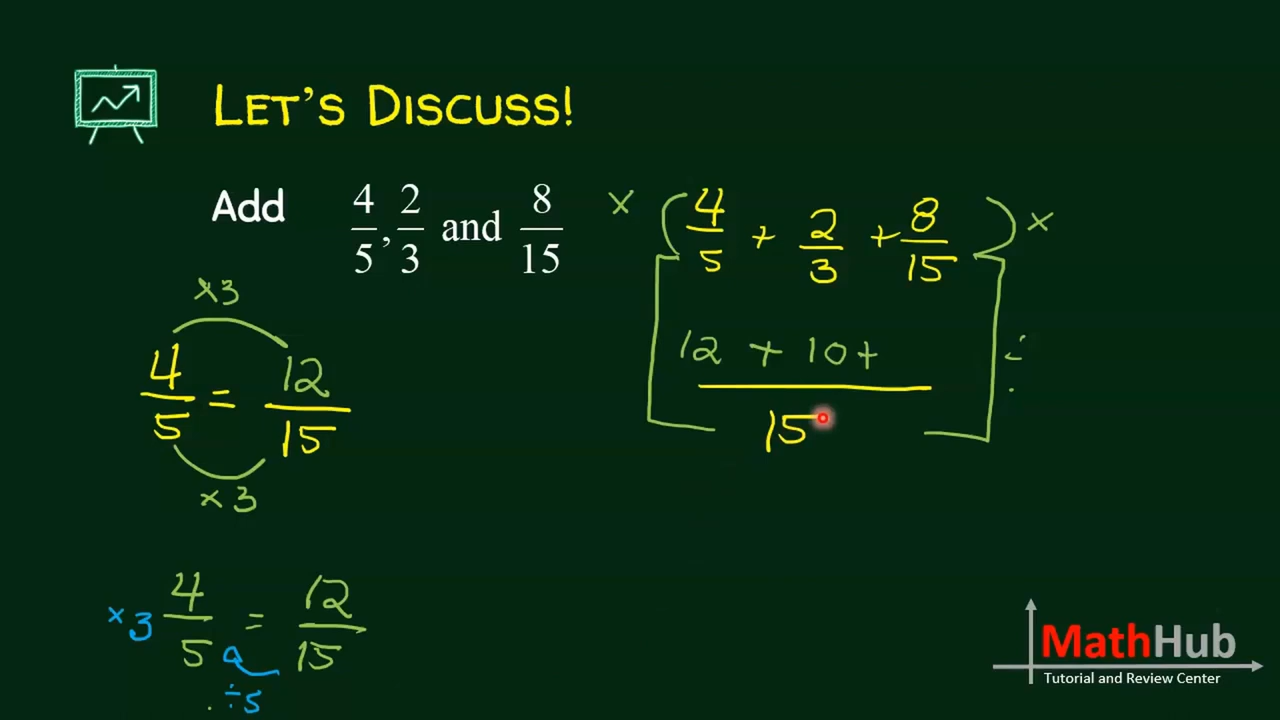 LET'S DISCUSS!
Add 4/5, 2/3 and 8/15
× (4/5 + 2/3 + 8/15) ×
×3
12 + 10+ ÷
15
4/5 = 12/15
×3
×3 4/5 = 12/15
÷5
MathHub
Tutorial and Review Center